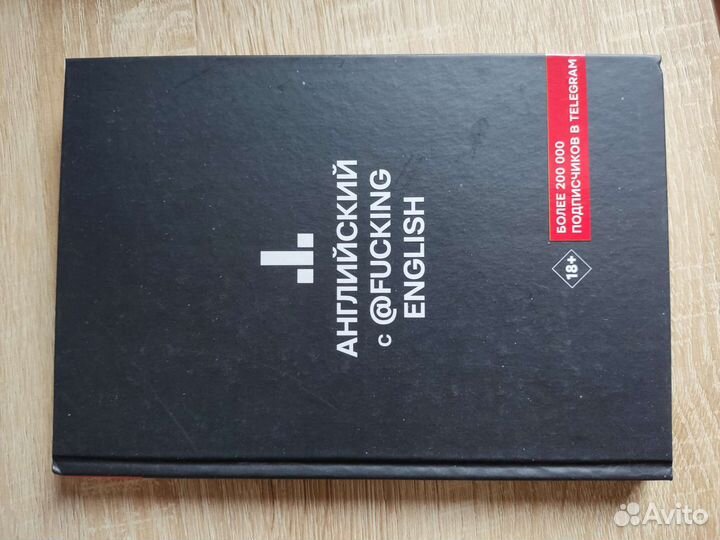 АНГЛИЙСКИЙ
с @FUCKING
ENGLISH
БОЛЕЕ 200 000
ПОДПИСЧИКОВ В TELEGRAM
18+
Avito